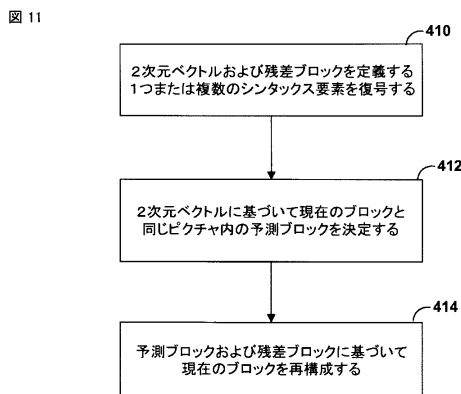 図 11
410
2次元ベクトルおよび残差ブロックを定義する
1つまたは複数のシンタックス要素を復号する
412
2次元ベクトルに基づいて現在のブロックと
同じピクチャ内の予測ブロックを決定する
414
予測ブロックおよび残差ブロックに基づいて
現在のブロックを再構成する